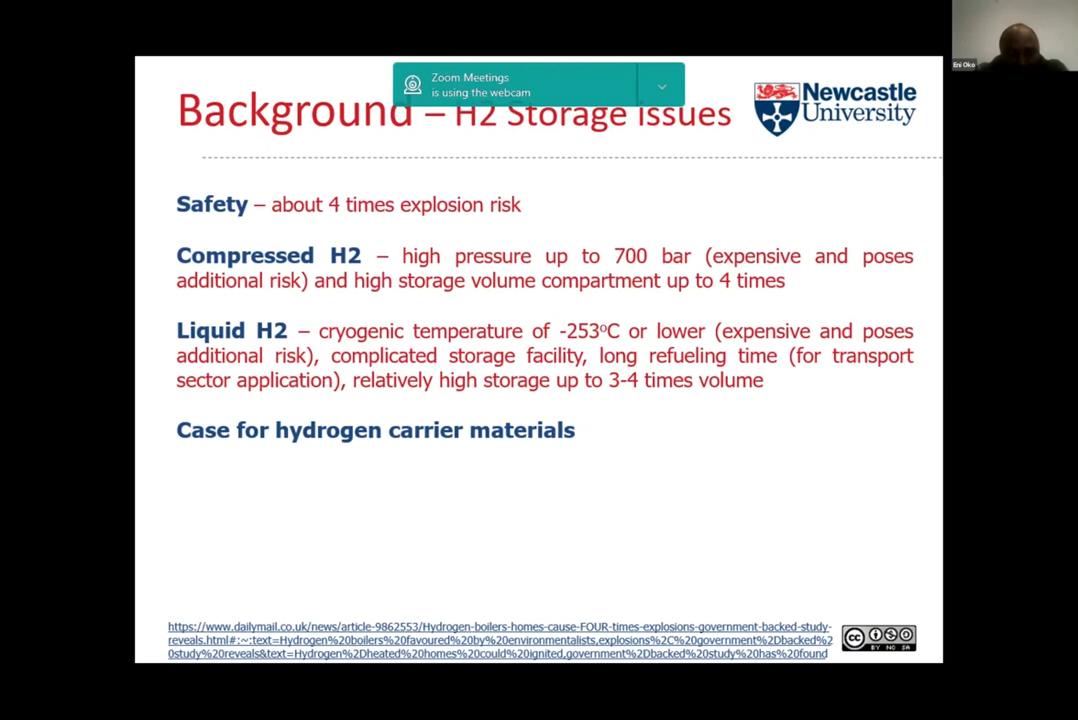 Zoom Meetings
is using the webcam
Eni Oko
Background – H2 Storage issues
Newcastle
University
Safety – about 4 times explosion risk
Compressed H2 – high pressure up to 700 bar (expensive and poses
additional risk) and high storage volume compartment up to 4 times
Liquid H2 – cryogenic temperature of -253ºC or lower (expensive and poses
additional risk), complicated storage facility, long refueling time (for transport
sector application), relatively high storage up to 3-4 times volume
Case for hydrogen carrier materials
https://www.dailymail.co.uk/news/article-9862553/Hydrogen-boilers-homes-cause-FOUR-times-explosions-government-backed-study-
reveals.html#:~:text=Hydrogen%20boilers%20favoured%20by%20environmentalists,explosions%2C%20government%2Dbacked%2
0study%20reveals&text=Hydrogen%2Dheated%20homes%20could%20ignited,government%2Dbacked%20study%20has%20found
cc
BY NC SA